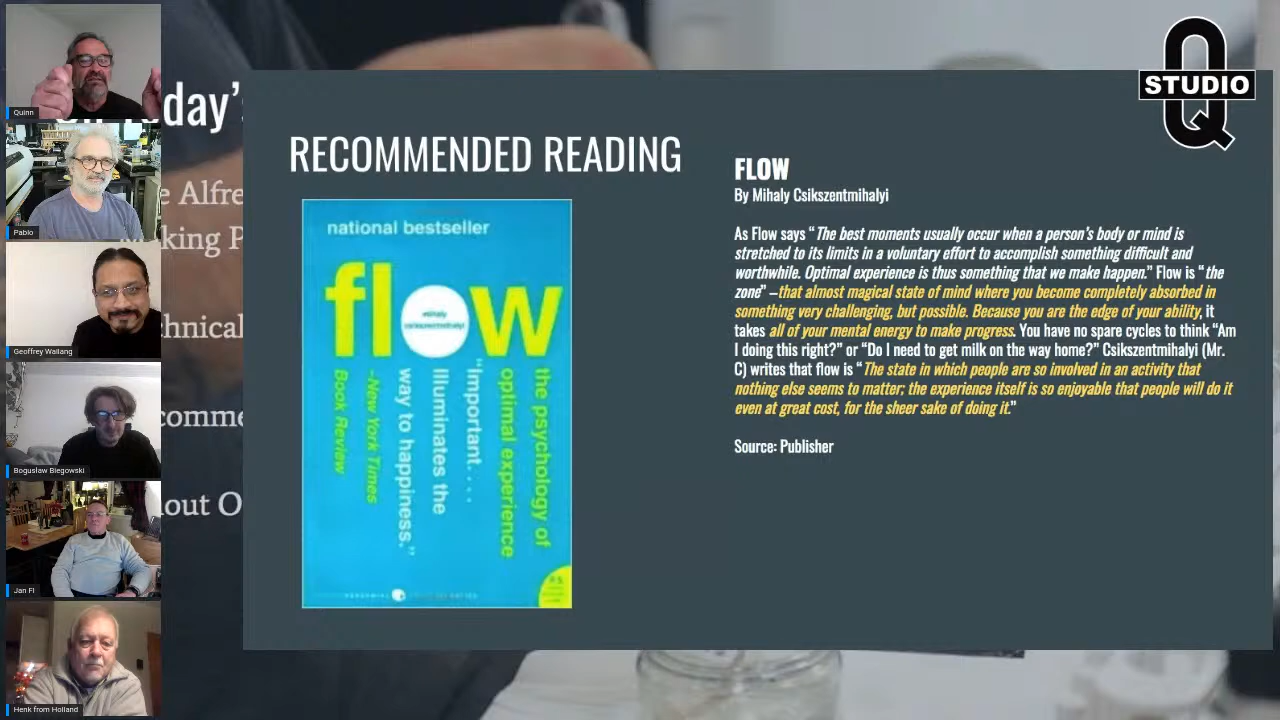 Quinn
Pablo
Geoffrey Wallang
Bogusław Biegowski
Jan Fl
Henk from Holland
day's
e Alfre
king P
chnical
comme
out O
STUDIO
Q
RECOMMENDED READING
national bestseller
flow
mihaly
csikszentmihalyi
the psychology of
optimal experience
"Important. . . .
Illuminates the
way to happiness."
-New York Times
Book Review
P.S.
FLOW
By Mihaly Csikszentmihalyi
As Flow says “The best moments usually occur when a person’s body or mind is
stretched to its limits in a voluntary effort to accomplish something difficult and
worthwhile. Optimal experience is thus something that we make happen.” Flow is “the
zone” –that almost magical state of mind where you become completely absorbed in
something very challenging, but possible. Because you are the edge of your ability, it
takes all of your mental energy to make progress. You have no spare cycles to think “Am
I doing this right?” or “Do I need to get milk on the way home?” Csikszentmihalyi (Mr.
C) writes that flow is “The state in which people are so involved in an activity that
nothing else seems to matter; the experience itself is so enjoyable that people will do it
even at great cost, for the sheer sake of doing it.”
Source: Publisher